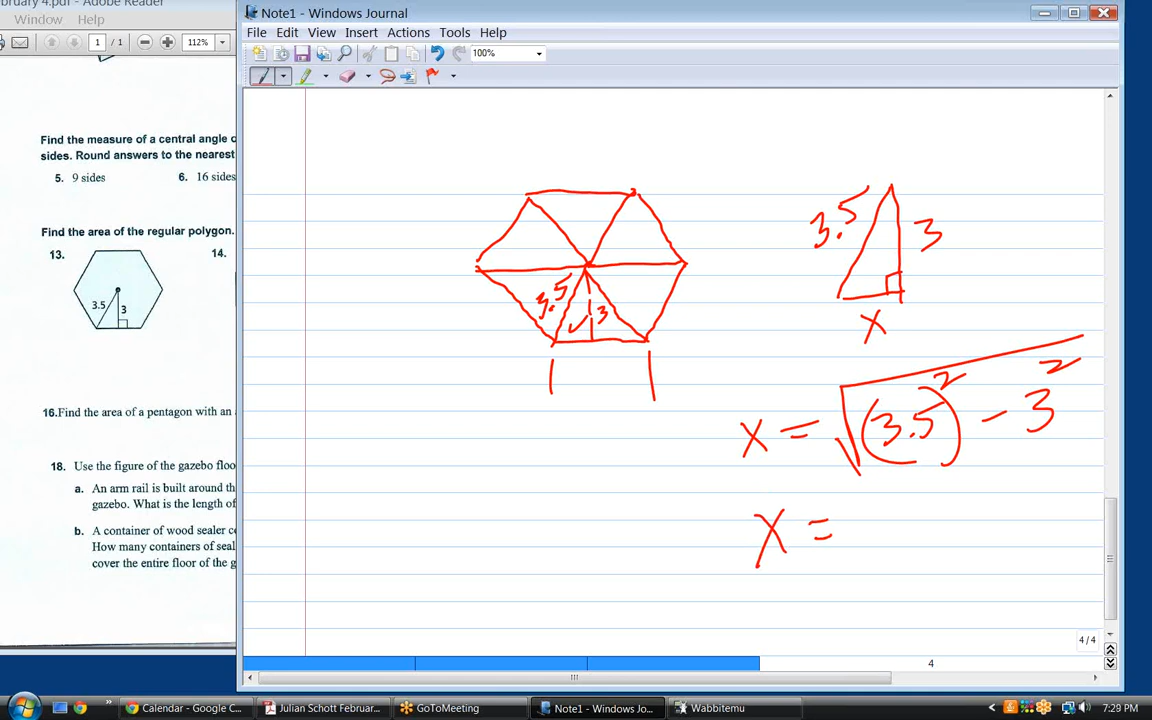 bruary 4.pdf - Adobe Reader
Window Help
1 / 1 112%
Find the measure of a central angle o
sides. Round answers to the nearest
5. 9 sides 6. 16 sides
Find the area of the regular polygon.
13. 14.
3.5 3
16.Find the area of a pentagon with an
18. Use the figure of the gazebo floo
a. An arm rail is built around th
gazebo. What is the length of
b. A container of wood sealer c
How many containers of seal
cover the entire floor of the g
Note1 - Windows Journal
File Edit View Insert Actions Tools Help
100%
3.5 3
3.5 3
x
x = √(3.5)² - 3²
x =
4 / 4
4
Calendar - Google C... Julian Schott Februar... GoToMeeting Note1 - Windows Jo... Wabbitemu 7:29 PM